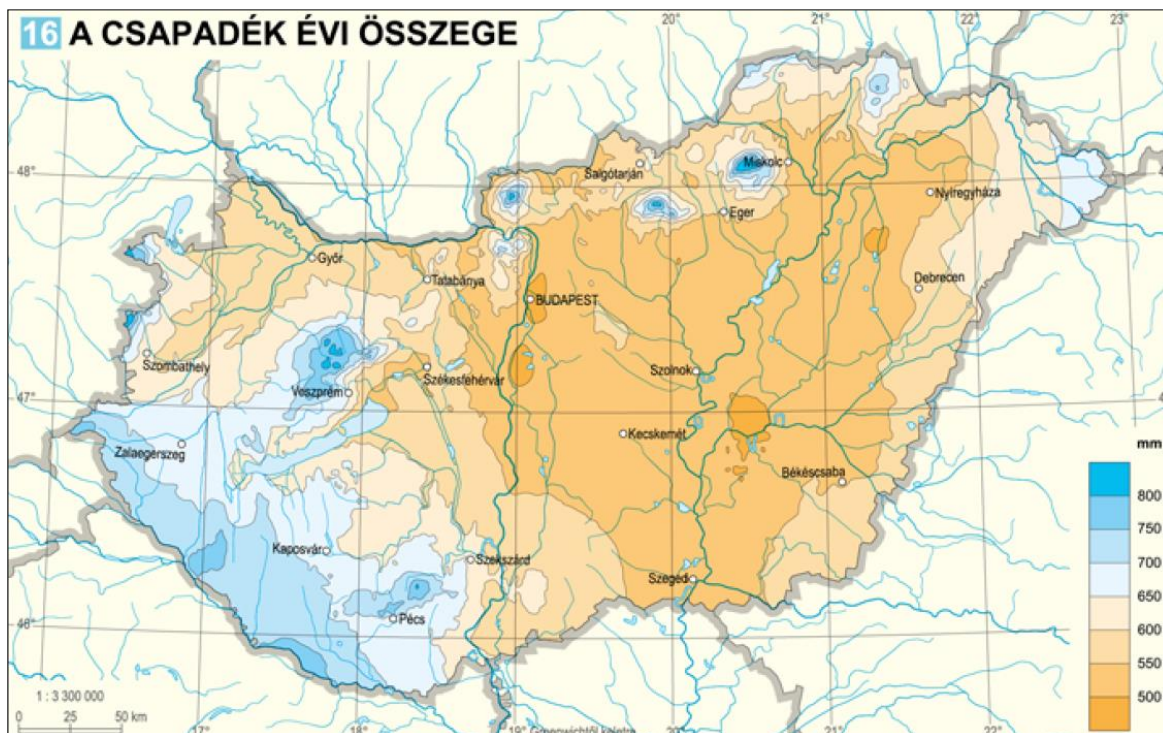 16 A CSAPADÉK ÉVI ÖSSZEGE
20°
21°
22°
23°
48°
Salgótarján
Miskolc
Eger
Nyíregyháza
Győr
Tatabánya
BUDAPEST
Debrecen
Szombathely
Székesfehérvár
Veszprém
Szolnok
47°
Zalaegerszeg
Kecskemét
Békéscsaba
mm
800
750
700
650
600
550
500
Kaposvár
Szekszárd
Szeged
Pécs
46°
1 : 3 300 000
0 25 50 km
17°
18°
19° Greenwichtől keletre
20°
21°
22°